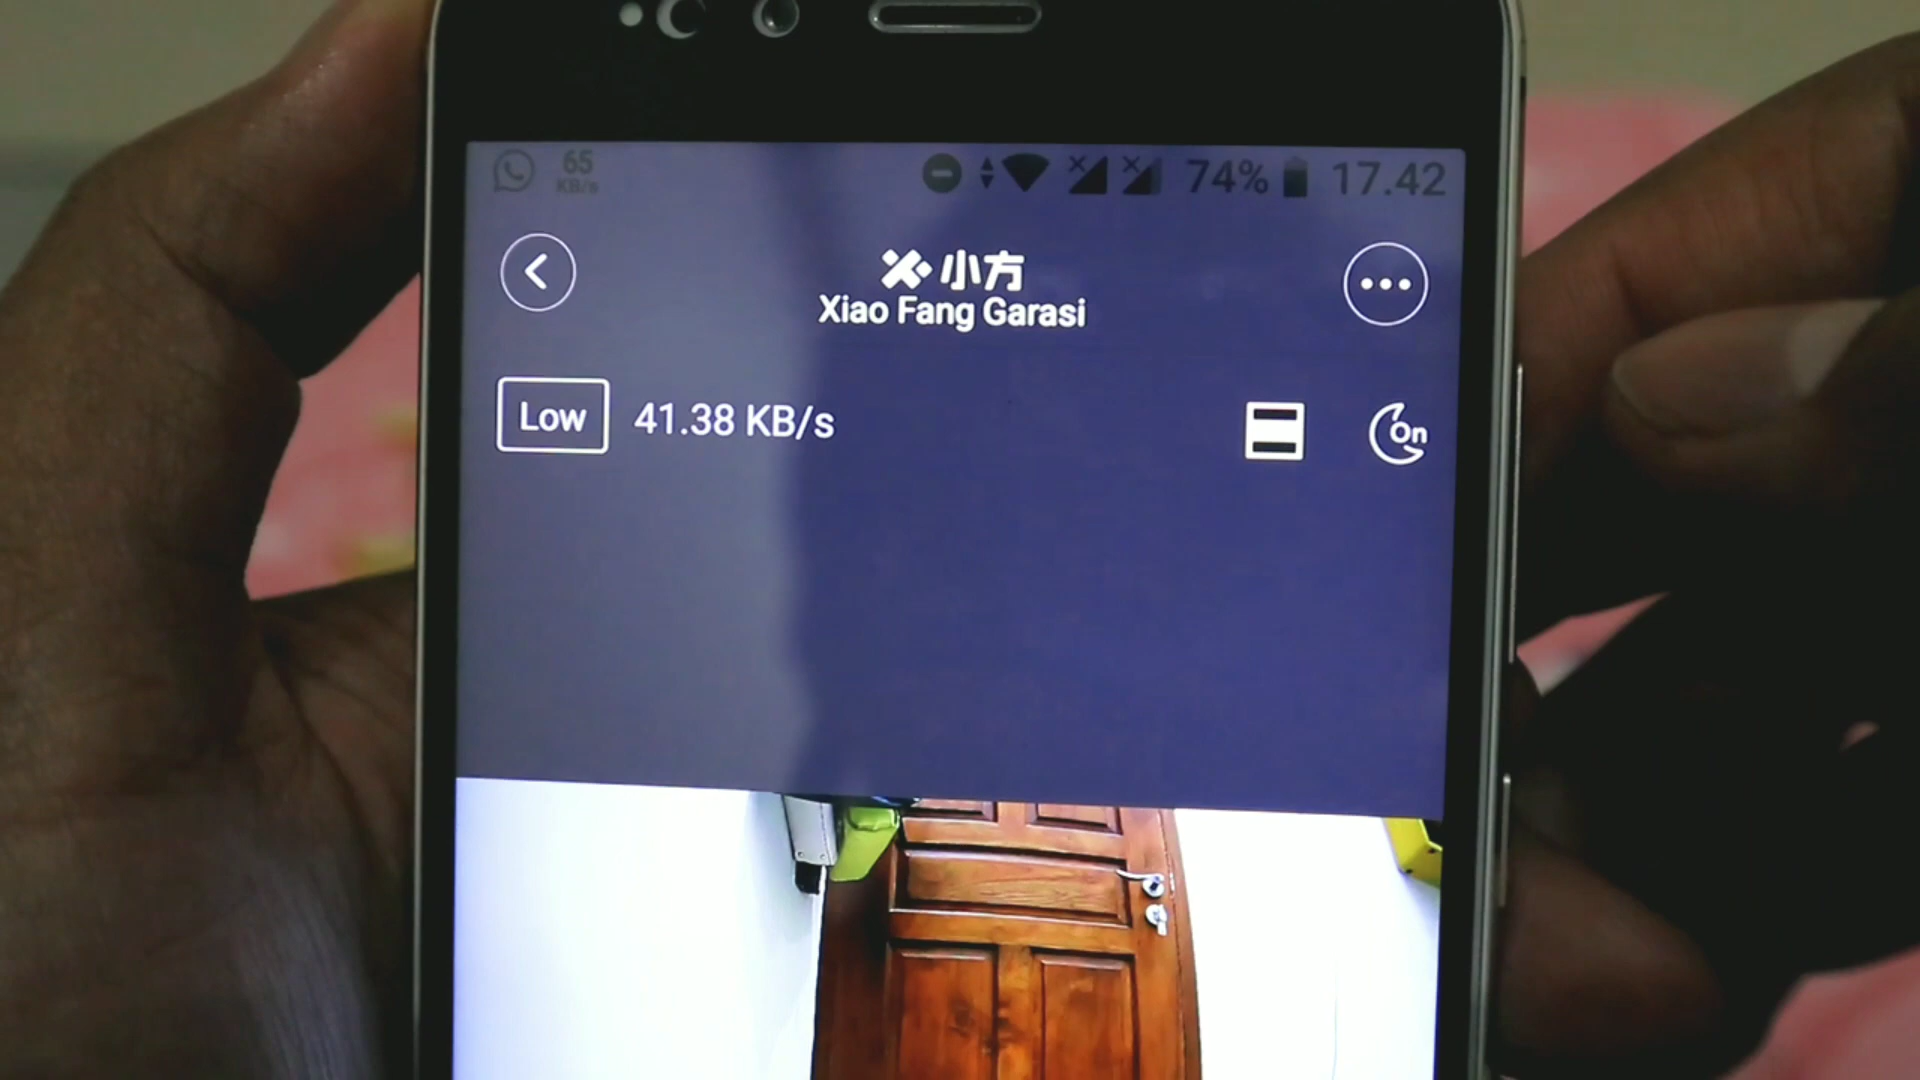 65
KB/s
74% 17.42
小方
Xiao Fang Garasi
Low 41.38 KB/s
On